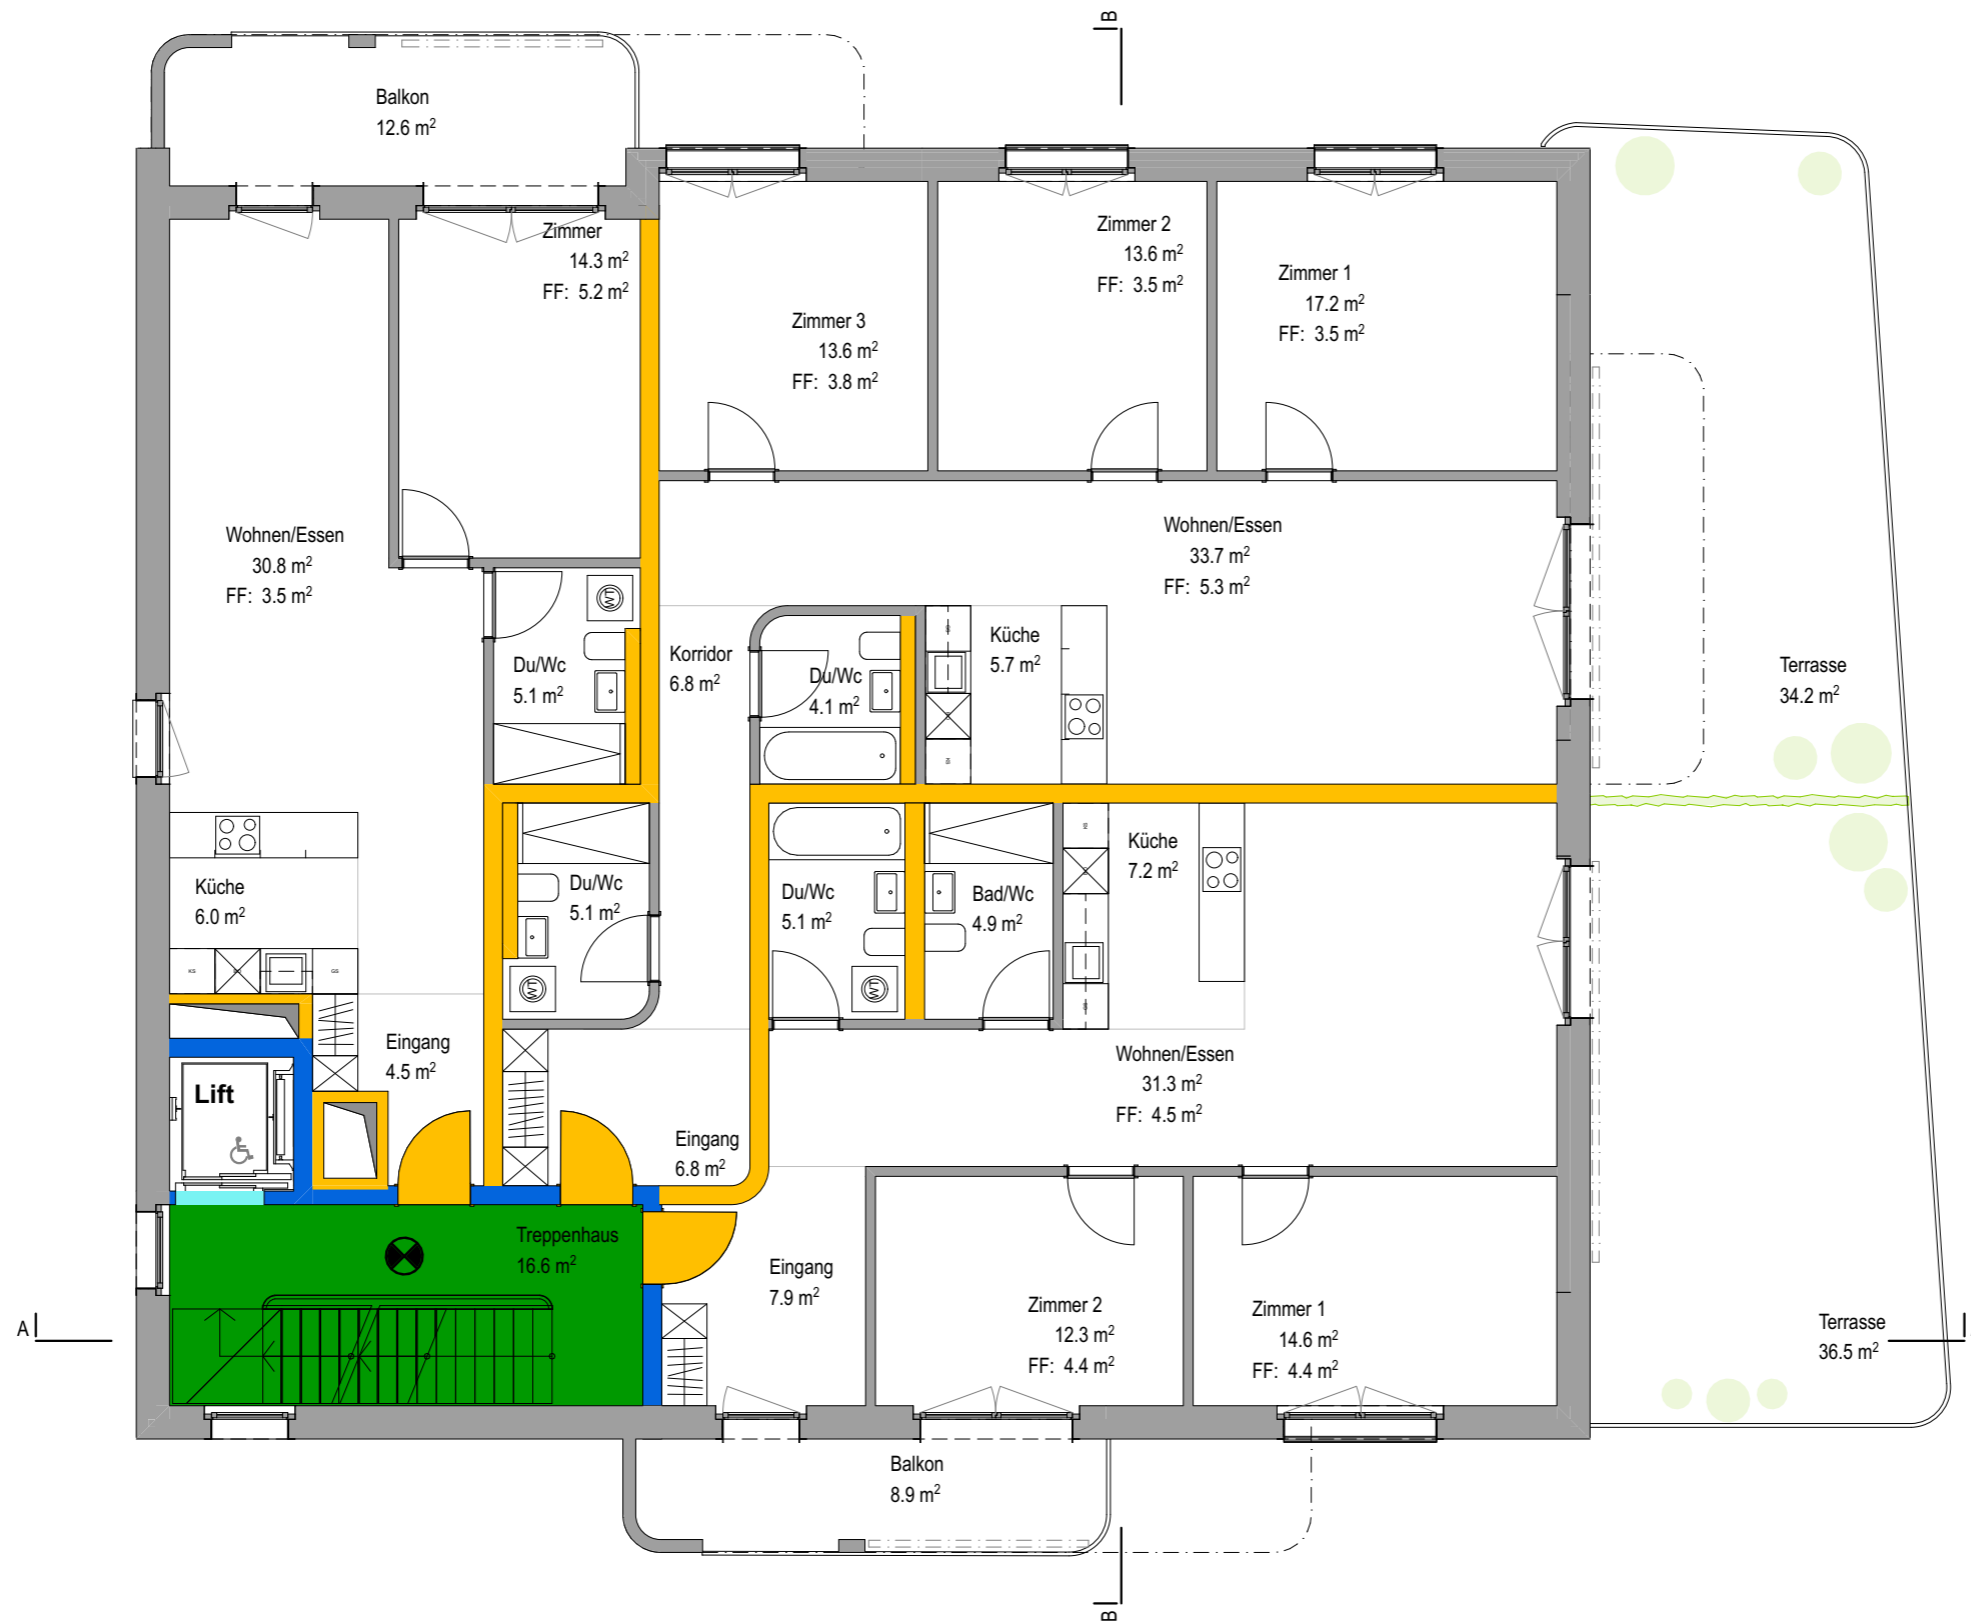 B
Balkon
12.6 m²
Zimmer
14.3 m²
FF: 5.2 m²
Zimmer 3
13.6 m²
FF: 3.8 m²
Zimmer 2
13.6 m²
FF: 3.5 m²
Zimmer 1
17.2 m²
FF: 3.5 m²
Wohnen/Essen
30.8 m²
FF: 3.5 m²
Wohnen/Essen
33.7 m²
FF: 5.3 m²
WT
Du/Wc
5.1 m²
Korridor
6.8 m²
Du/Wc
4.1 m²
Küche
5.7 m²
Terrasse
34.2 m²
Küche
6.0 m²
KS
GS
Du/Wc
5.1 m²
WT
Du/Wc
5.1 m²
WT
Bad/Wc
4.9 m²
Küche
7.2 m²
Eingang
4.5 m²
Lift
Wohnen/Essen
31.3 m²
FF: 4.5 m²
Eingang
6.8 m²
Treppenhaus
16.6 m²
Eingang
7.9 m²
Zimmer 2
12.3 m²
FF: 4.4 m²
Zimmer 1
14.6 m²
FF: 4.4 m²
Terrasse
36.5 m²
A
Balkon
8.9 m²
B